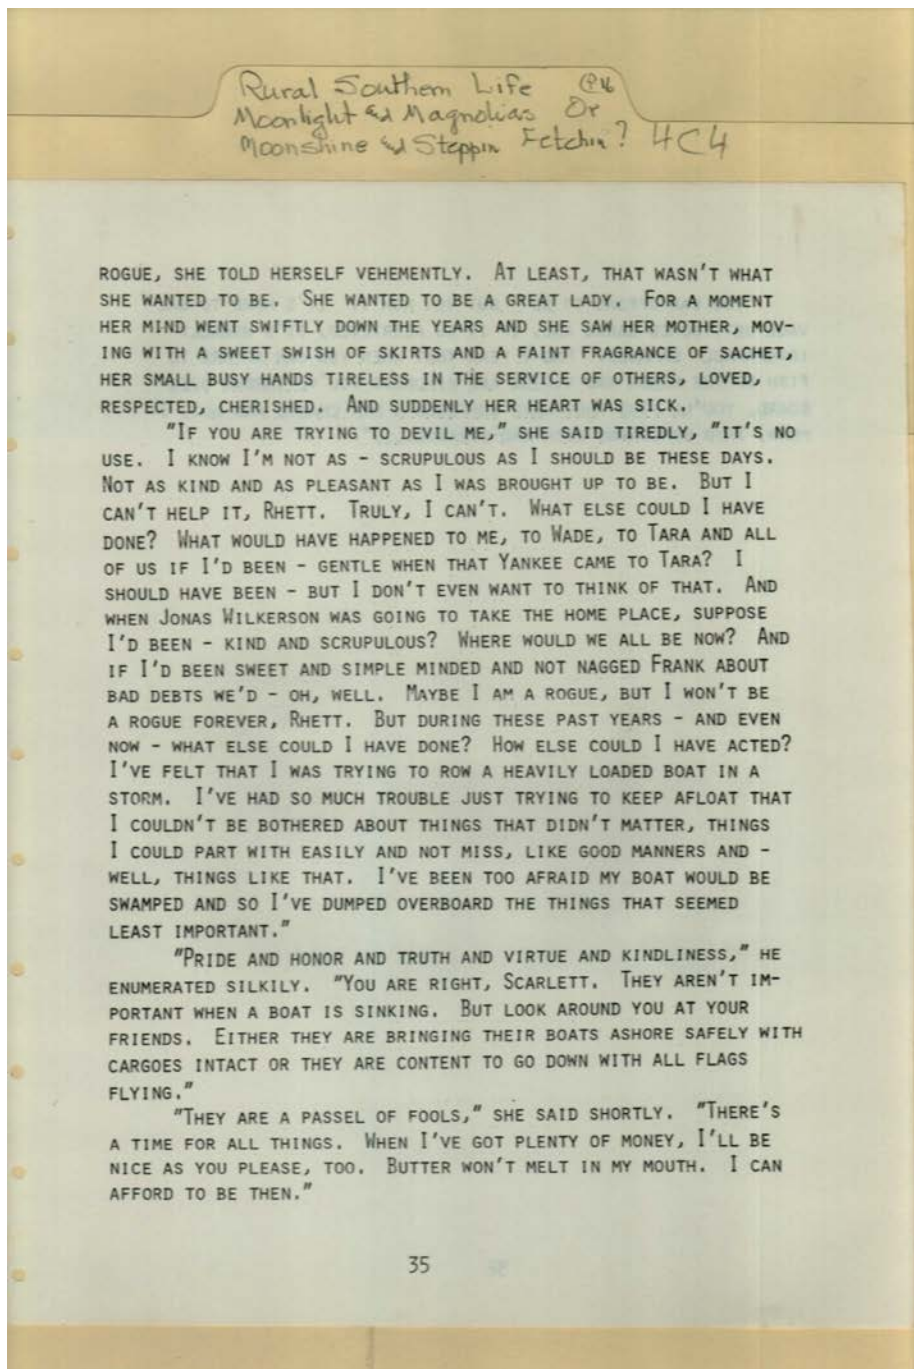 Rural Southern Life
Moonlight and Magnolias Or
Moonshine and Steppin Fetchin? 4C4
ROGUE, SHE TOLD HERSELF VEHEMENTLY. AT LEAST, THAT WASN'T WHAT
SHE WANTED TO BE. SHE WANTED TO BE A GREAT LADY. FOR A MOMENT
HER MIND WENT SWIFTLY DOWN THE YEARS AND SHE SAW HER MOTHER, MOV-
ING WITH A SWEET SWISH OF SKIRTS AND A FAINT FRAGRANCE OF SACHET,
HER SMALL BUSY HANDS TIRELESS IN THE SERVICE OF OTHERS, LOVED,
RESPECTED, CHERISHED. AND SUDDENLY HER HEART WAS SICK.
"IF YOU ARE TRYING TO DEVIL ME," SHE SAID TIREDLY, "IT'S NO
USE. I KNOW I'M NOT AS - SCRUPULOUS AS I SHOULD BE THESE DAYS.
NOT AS KIND AND AS PLEASANT AS I WAS BROUGHT UP TO BE. BUT I
CAN'T HELP IT, RHETT. TRULY, I CAN'T. WHAT ELSE COULD I HAVE
DONE? WHAT WOULD HAVE HAPPENED TO ME, TO WADE, TO TARA AND ALL
OF US IF I'D BEEN - GENTLE WHEN THAT YANKEE CAME TO TARA? I
SHOULD HAVE BEEN - BUT I DON'T EVEN WANT TO THINK OF THAT. AND
WHEN JONAS WILKERSON WAS GOING TO TAKE THE HOME PLACE, SUPPOSE
I'D BEEN - KIND AND SCRUPULOUS? WHERE WOULD WE ALL BE NOW? AND
IF I'D BEEN SWEET AND SIMPLE MINDED AND NOT NAGGED FRANK ABOUT
BAD DEBTS WE'D - OH, WELL. MAYBE I AM A ROGUE, BUT I WON'T BE
A ROGUE FOREVER, RHETT. BUT DURING THESE PAST YEARS - AND EVEN
NOW - WHAT ELSE COULD I HAVE DONE? HOW ELSE COULD I HAVE ACTED?
I'VE FELT THAT I WAS TRYING TO ROW A HEAVILY LOADED BOAT IN A
STORM. I'VE HAD SO MUCH TROUBLE JUST TRYING TO KEEP AFLOAT THAT
I COULDN'T BE BOTHERED ABOUT THINGS THAT DIDN'T MATTER, THINGS
I COULD PART WITH EASILY AND NOT MISS, LIKE GOOD MANNERS AND -
WELL, THINGS LIKE THAT. I'VE BEEN TOO AFRAID MY BOAT WOULD BE
SWAMPED AND SO I'VE DUMPED OVERBOARD THE THINGS THAT SEEMED
LEAST IMPORTANT."
"PRIDE AND HONOR AND TRUTH AND VIRTUE AND KINDLINESS," HE
ENUMERATED SILKILY. "YOU ARE RIGHT, SCARLETT. THEY AREN'T IM-
PORTANT WHEN A BOAT IS SINKING. BUT LOOK AROUND YOU AT YOUR
FRIENDS. EITHER THEY ARE BRINGING THEIR BOATS ASHORE SAFELY WITH
CARGOES INTACT OR THEY ARE CONTENT TO GO DOWN WITH ALL FLAGS
FLYING."
"THEY ARE A PASSEL OF FOOLS," SHE SAID SHORTLY. "THERE'S
A TIME FOR ALL THINGS. WHEN I'VE GOT PLENTY OF MONEY, I'LL BE
NICE AS YOU PLEASE, TOO. BUTTER WON'T MELT IN MY MOUTH. I CAN
AFFORD TO BE THEN."
35